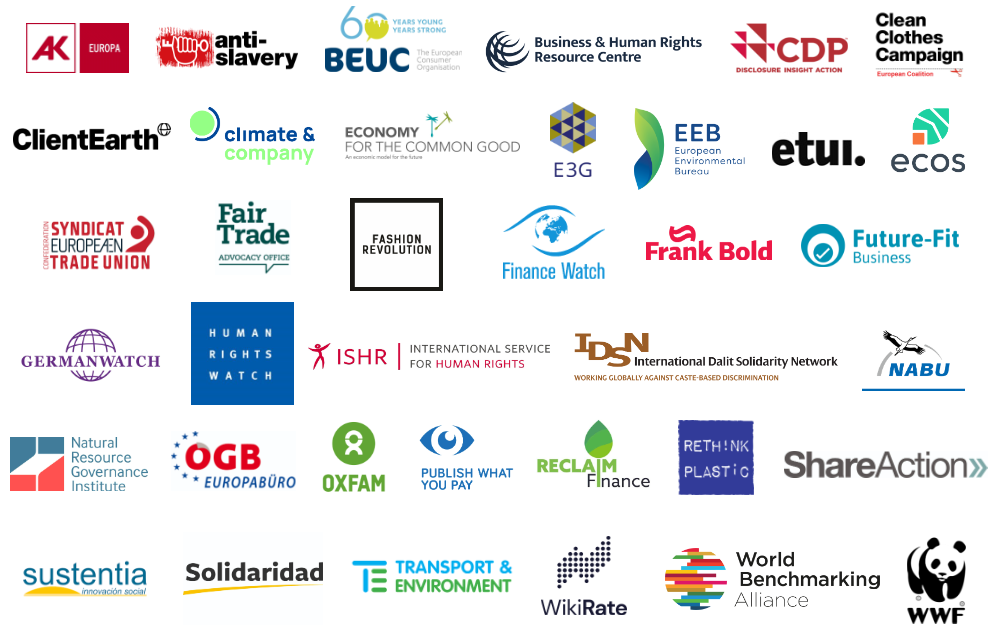 AK
EUROPA
anti-
slavery
60 YEARS YOUNG
YEARS STRONG
BEUC
The European
Consumer
Organisation
Business & Human Rights
Resource Centre
CDP
DISCLOSURE INSIGHT ACTION
Clean
Clothes
Campaign
European Coalition
ClientEarth
climate &
company
ECONOMY
FOR THE COMMON GOOD
An economic model for the future
E3G
EEB
European
Environmental
Bureau
etui.
ecos
CONFEDERATION
SYNDICAT
EUROPEAN
TRADE UNION
Fair
Trade
ADVOCACY OFFICE
FASHION
REVOLUTION
Finance Watch
Frank Bold
Future-Fit
Business
GERMANWATCH
HUMAN
RIGHTS
WATCH
ISHR
INTERNATIONAL SERVICE
FOR HUMAN RIGHTS
IDSN
International Dalit Solidarity Network
WORKING GLOBALLY AGAINST CASTE-BASED DISCRIMINATION
NABU
Natural
Resource
Governance
Institute
ÖGB
EUROPABÜRO
OXFAM
PUBLISH WHAT
YOU PAY
RECLAIM
Finance
RETH!NK
PLASTiC
ShareAction»
sustentia
innovación social
Solidaridad
TE
TRANSPORT &
ENVIRONMENT
WikiRate
World
Benchmarking
Alliance
WWF